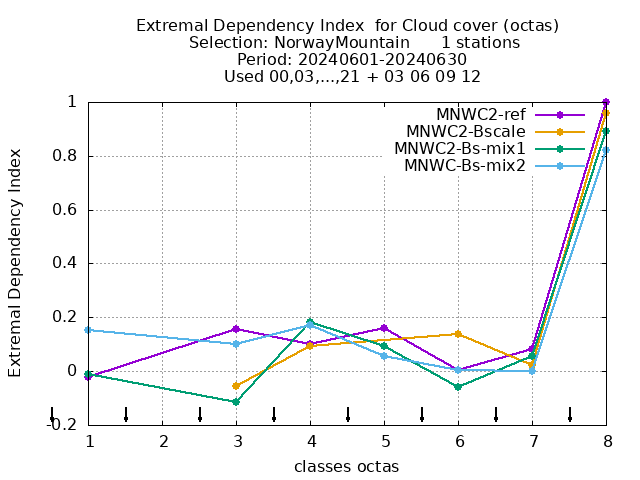 Extremal Dependency Index  for Cloud cover (octas)
Selection: NorwayMountain      1 stations
Period: 20240601-20240630
Used 00,03,...,21 + 03 06 09 12
MNWC2-ref
MNWC2-Bscale
MNWC2-Bs-mix1
MNWC-Bs-mix2
Extremal Dependency Index
1
0.8
0.6
0.4
0.2
0
-0.2
1 2 3 4 5 6 7 8
classes octas